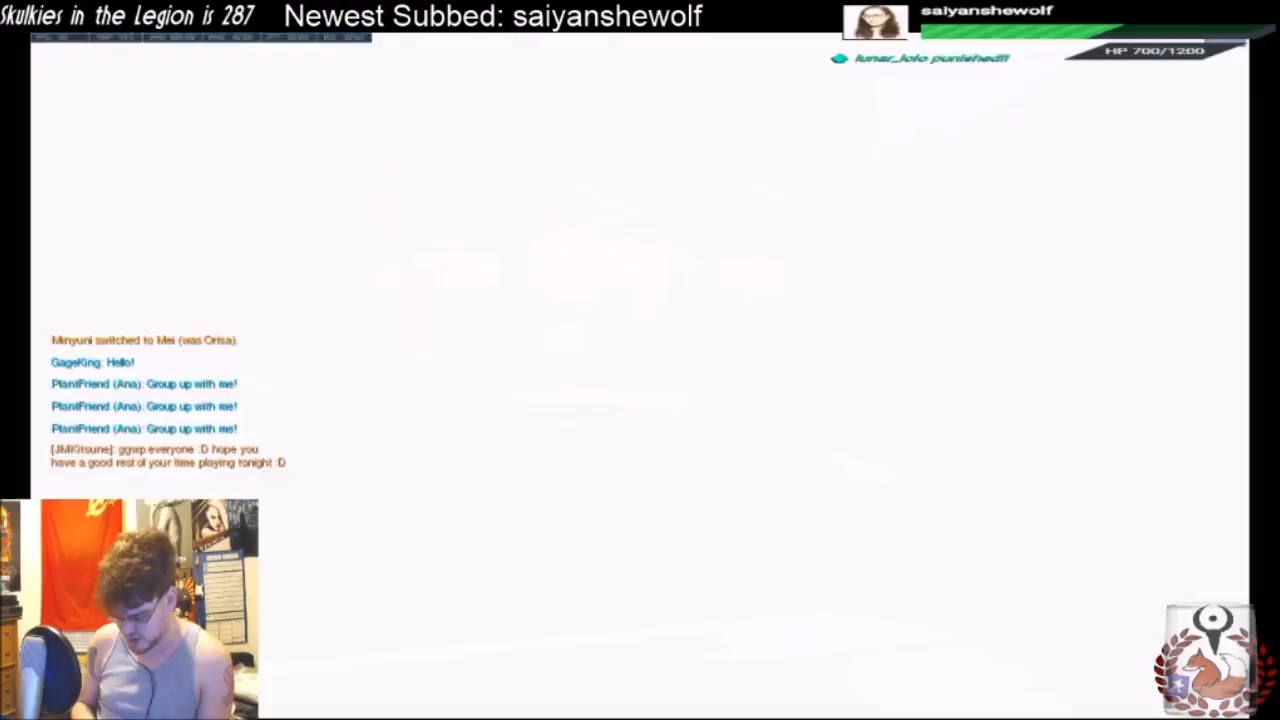 Skulkies in the Legion is 287
Newest Subbed: saiyanshewolf
saiyanshewolf
HP 700/1200
lunar_lolo punished!!
Minyuni switched to Mei (was Orisa).
GageKing: Hello!
PlantFriend (Ana): Group up with me!
PlantFriend (Ana): Group up with me!
PlantFriend (Ana): Group up with me!
[JMKitsune]: ggwp everyone :D hope you
have a good rest of your time playing tonight :D